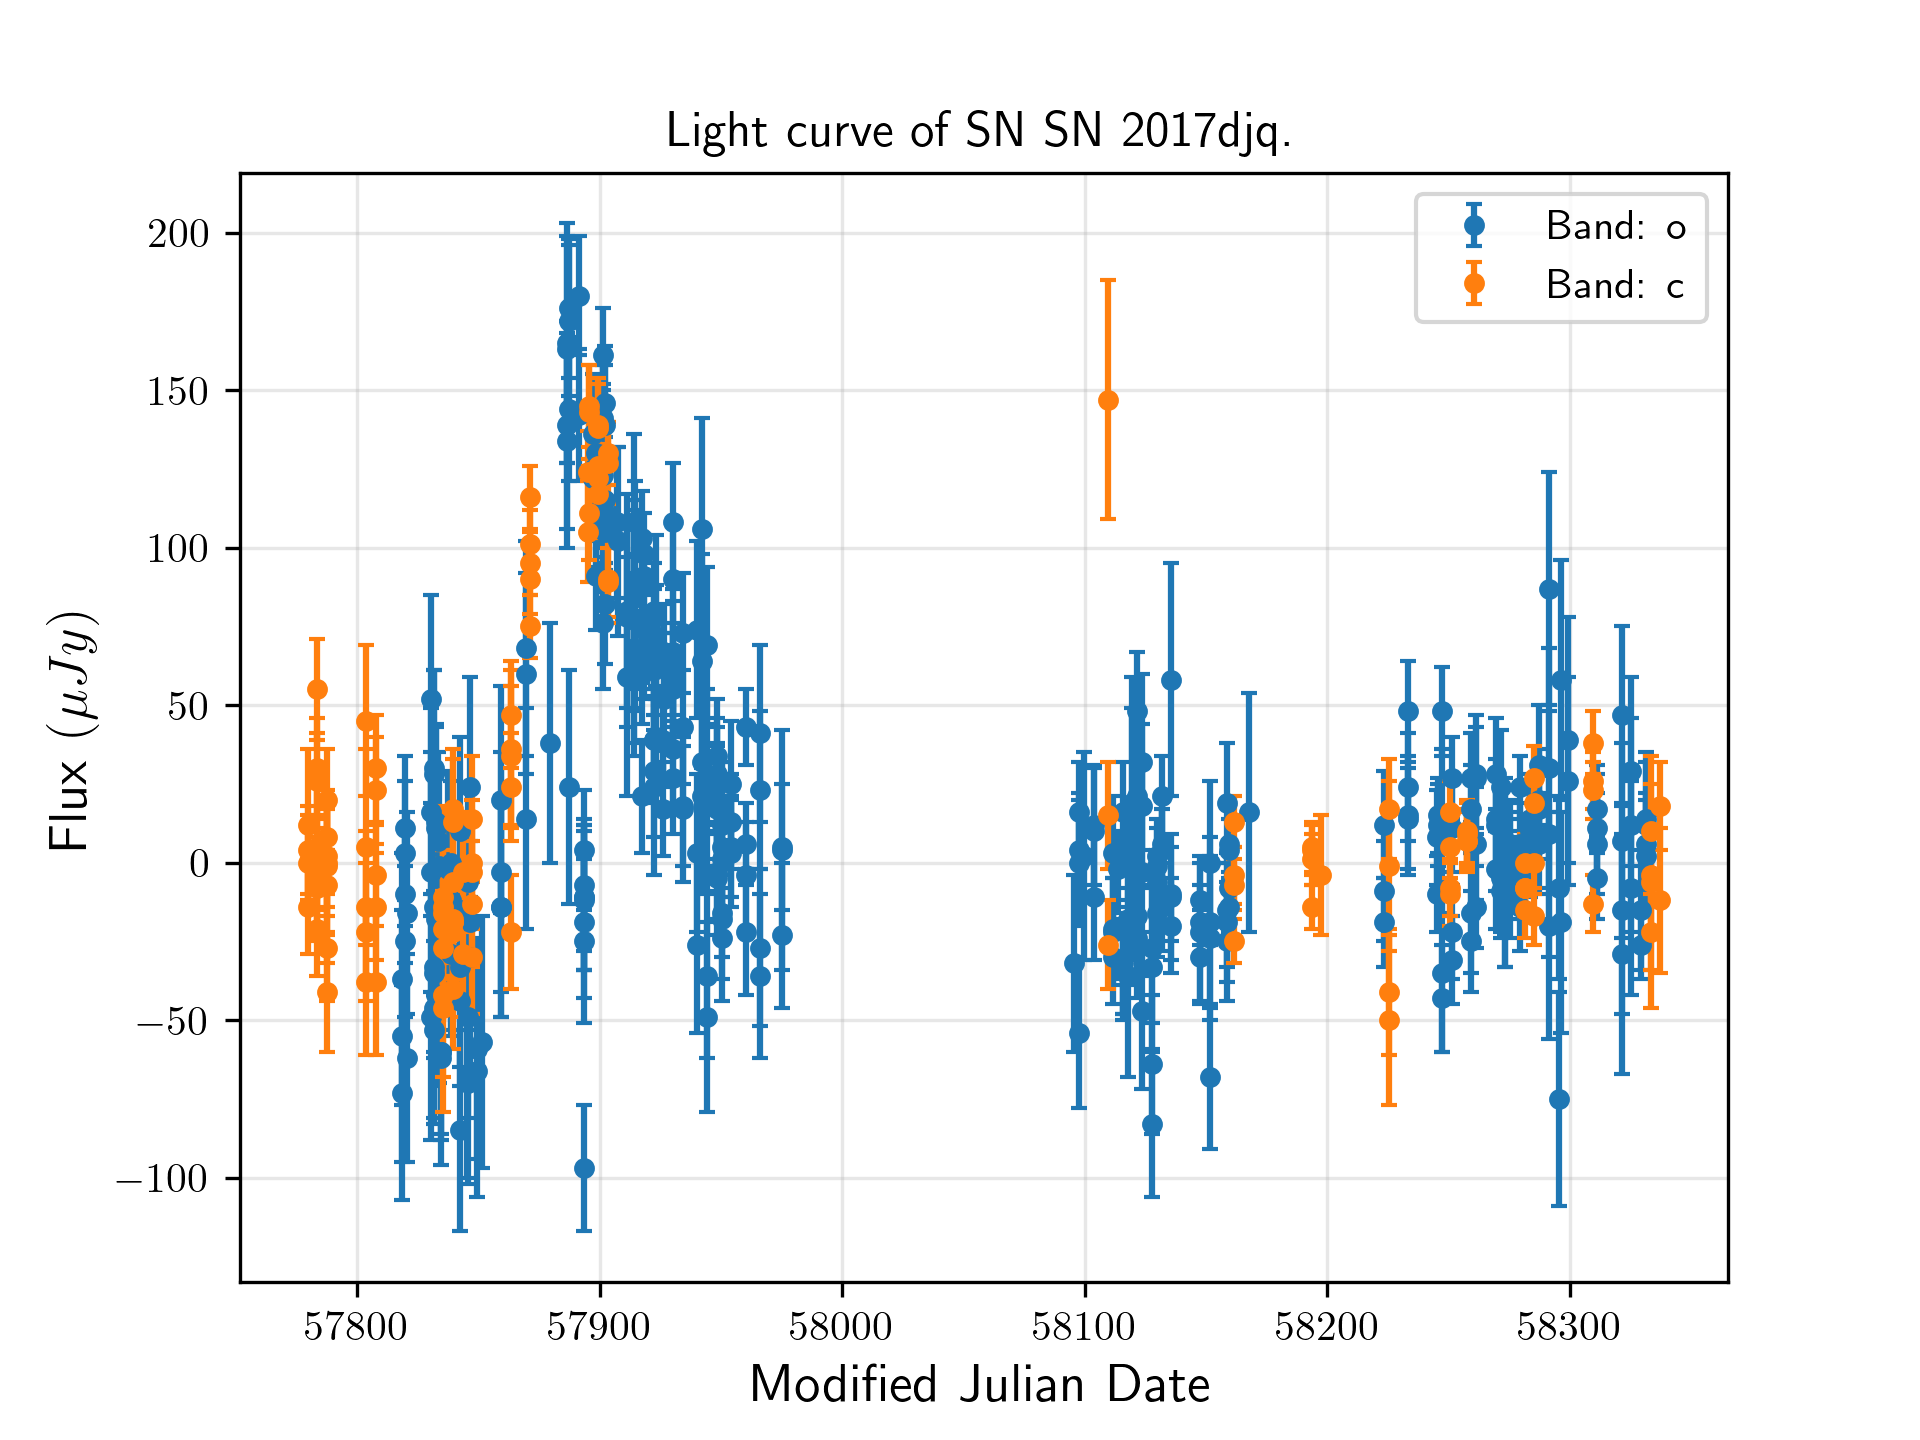 Light curve of SN SN 2017djq.
200
150
100
50
0
−50
−100
Flux (μJy)
Band: o
Band: c
57800 57900 58000 58100 58200 58300
Modified Julian Date